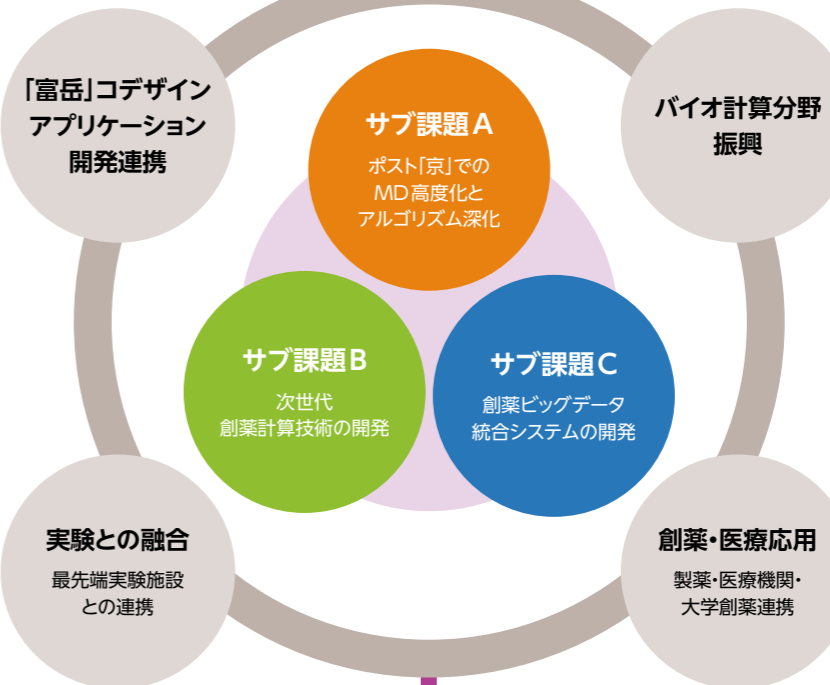 「富岳」コデザイン
アプリケーション
開発連携
サブ課題A
ポスト「京」での
MD高度化と
アルゴリズム深化
バイオ計算分野
振興
サブ課題B
次世代
創薬計算技術の開発
サブ課題C
創薬ビッグデータ
統合システムの開発
実験との融合
最先端実験施設
との連携
創薬・医療応用
製薬・医療機関・
大学創薬連携